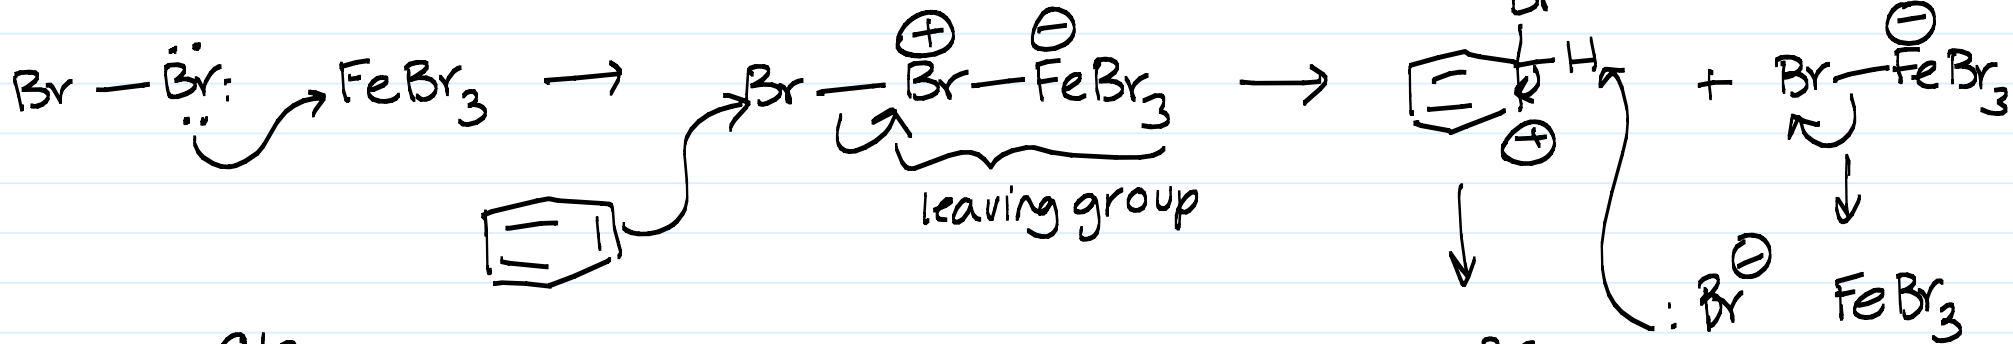 Br — Br: FeBr₃ → Br — Br — FeBr₃ → H + Br — FeBr₃
⊕ ⊖ ⊕ ⊖
leaving group
:Br⊖ FeBr₃